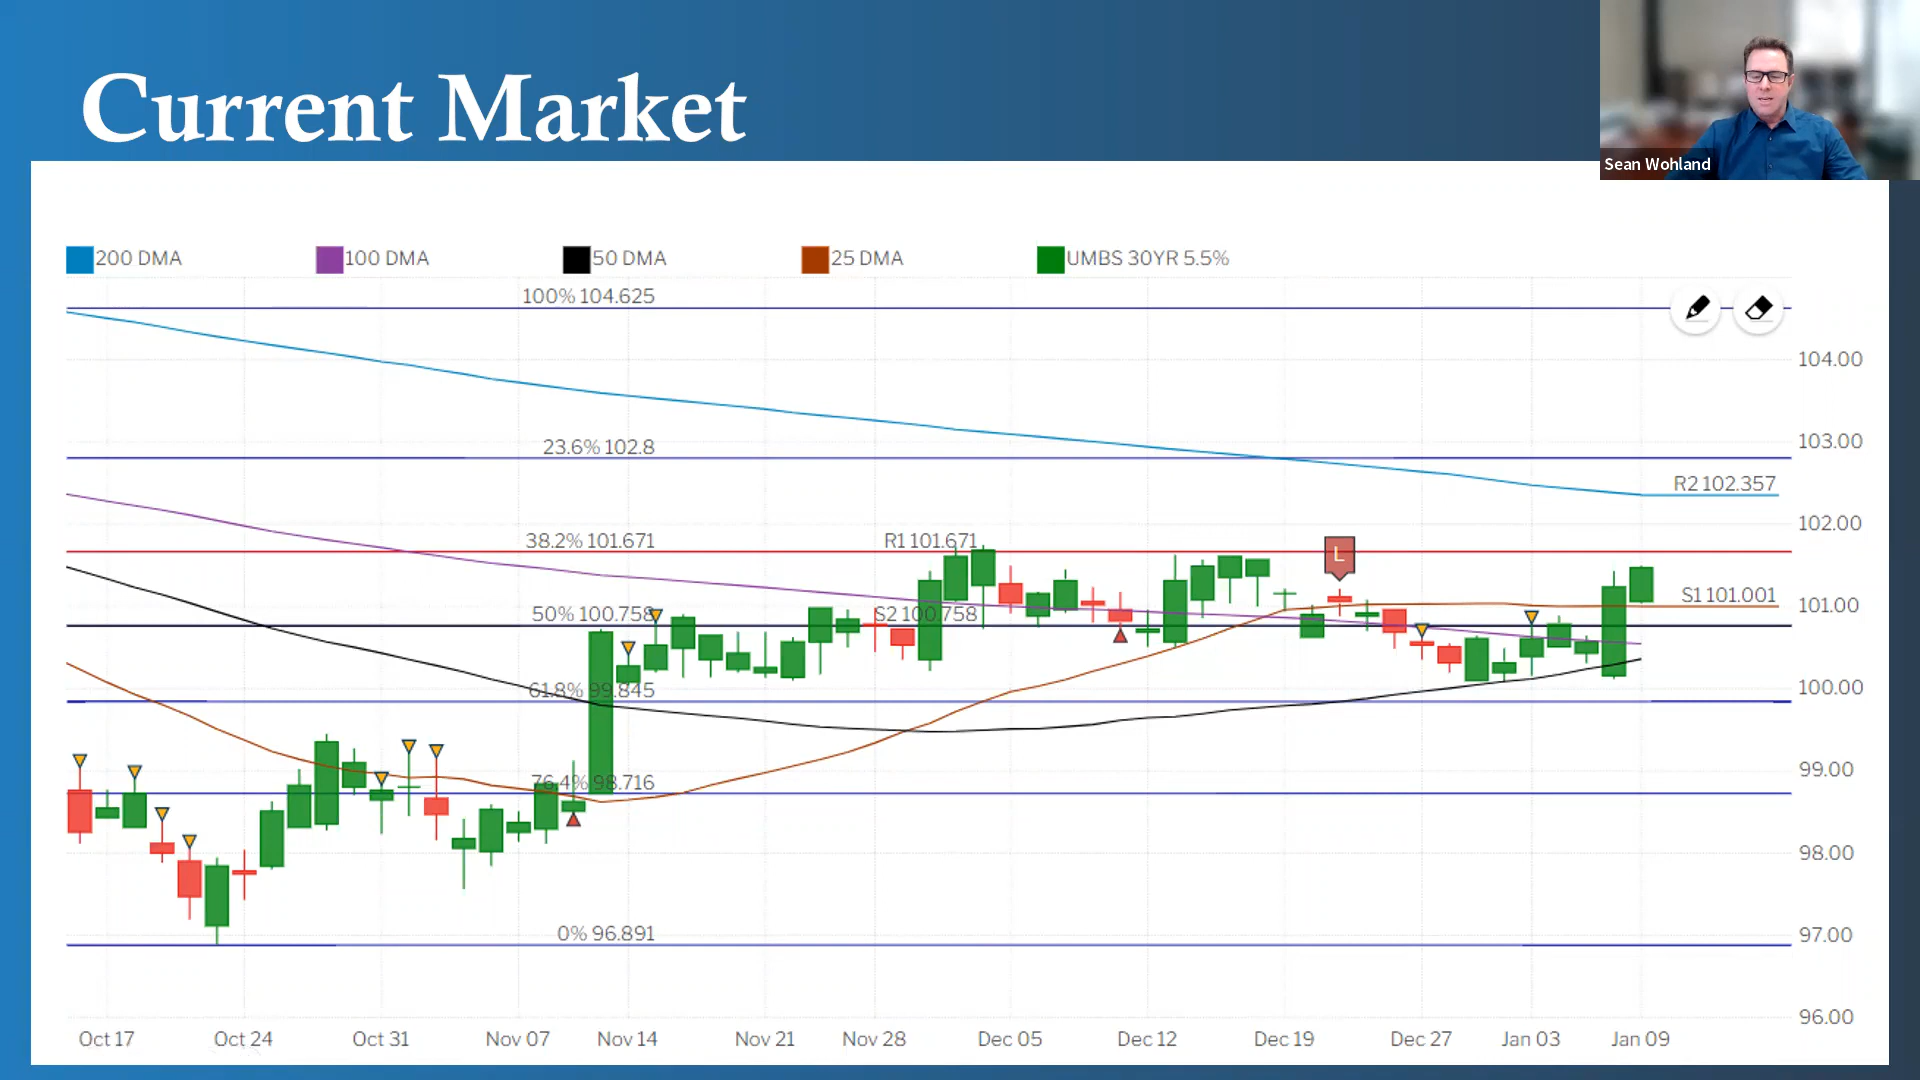 Current Market
Sean Wohland
200 DMA
100 DMA
50 DMA
25 DMA
UMBS 30YR 5.5%
100% 104.625
104.00
23.6% 102.8
103.00
R2 102.357
102.00
38.2% 101.671
R1 101.671
L
S1 101.001
101.00
50% 100.758
S2 100.758
61.8% 99.845
100.00
99.00
76.4% 98.716
98.00
0% 96.891
97.00
96.00
Oct 17
Oct 24
Oct 31
Nov 07
Nov 14
Nov 21
Nov 28
Dec 05
Dec 12
Dec 19
Dec 27
Jan 03
Jan 09